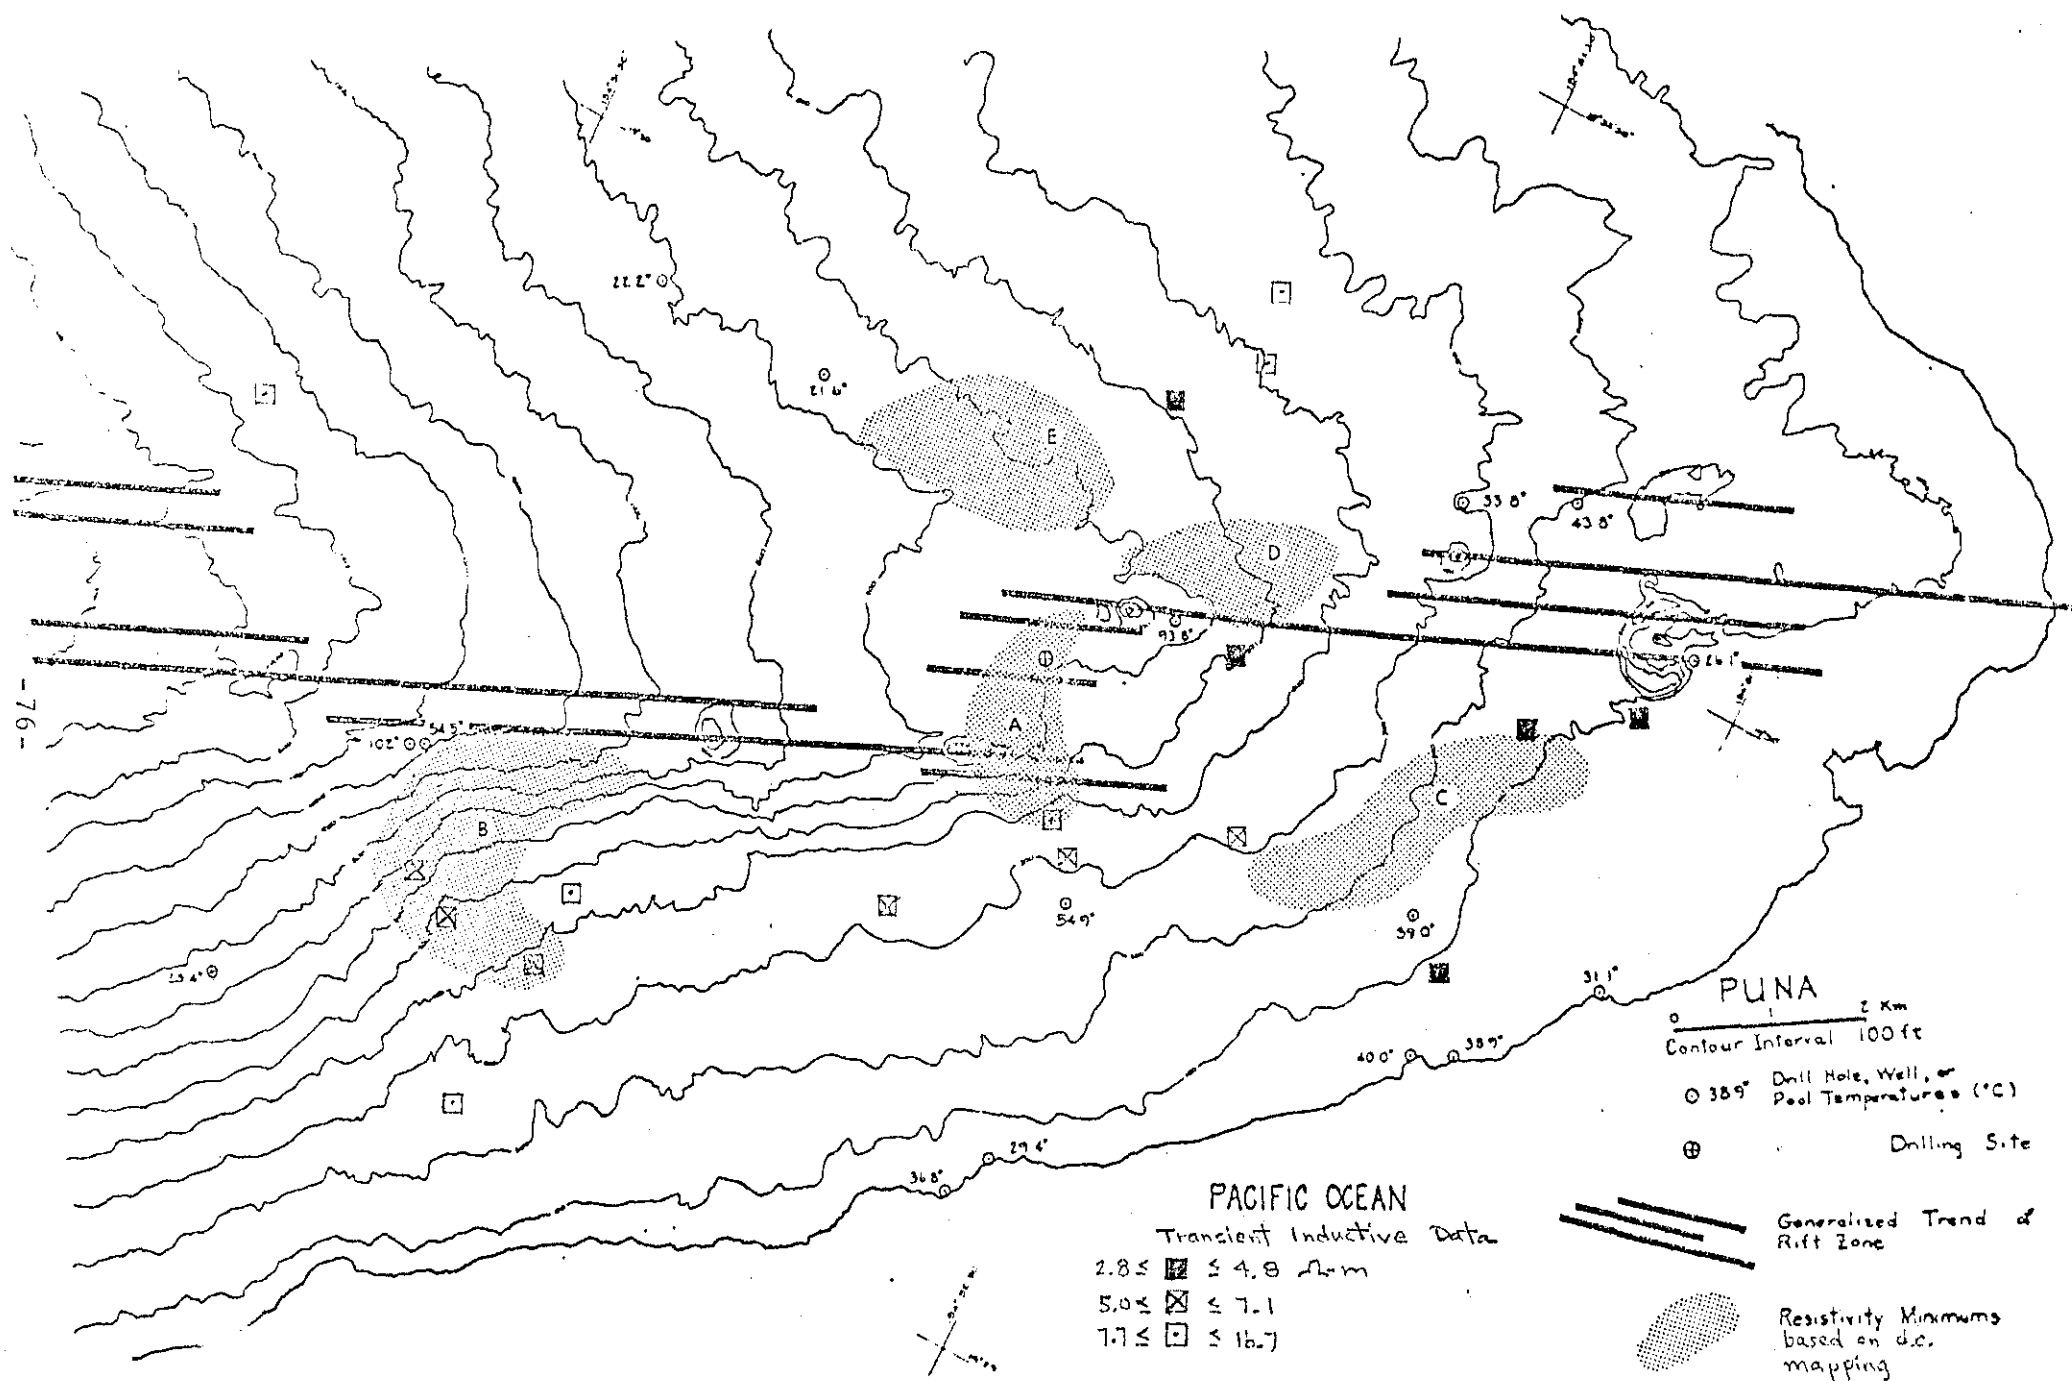 22.2°
21.6°
E
33.8°
43.8°
D
93.8°
26.1°
-76-
54.5°
102°
A
B
C
54.9°
39.0°
31.1°
40.0°
38.9°
29.4°
36.8°
PUNA
0 1 2 Km
Contour Interval 100 ft
38.9° Drill Hole, Well, or
Pool Temperatures (°C)
Drilling Site
Generalized Trend of
Rift Zone
Resistivity Minimums
based on d.c.
mapping
PACIFIC OCEAN
Transient Inductive Data
2.8 ≤ ≤ 4.8 Ω-m
5.0 ≤ ≤ 7.1
7.7 ≤ ≤ 16.7